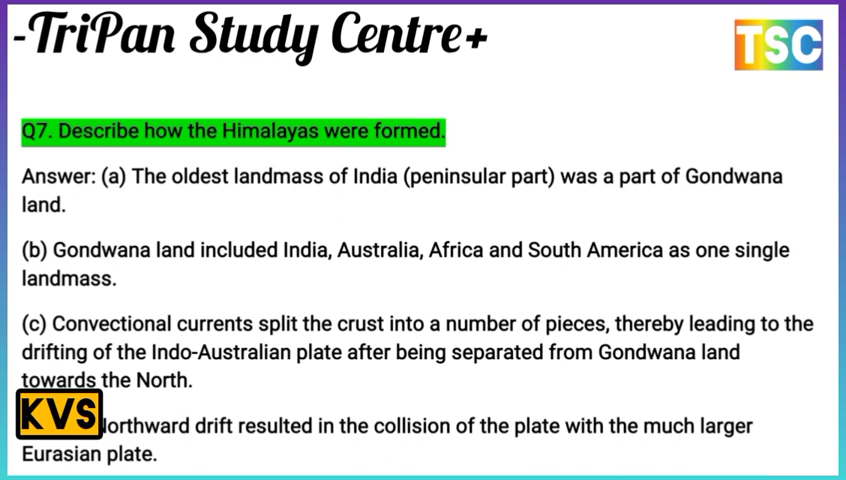 -TriPan Study Centre+
TSC
Q7. Describe how the Himalayas were formed.
Answer: (a) The oldest landmass of India (peninsular part) was a part of Gondwana
land.
(b) Gondwana land included India, Australia, Africa and South America as one single
landmass.
(c) Convectional currents split the crust into a number of pieces, thereby leading to the
drifting of the Indo-Australian plate after being separated from Gondwana land
towards the North.
KVS
orthward drift resulted in the collision of the plate with the much larger
Eurasian plate.